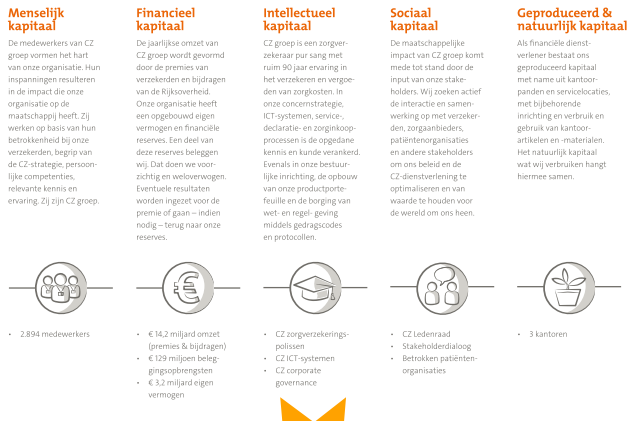 Menselijk
kapitaal
De medewerkers van CZ
groep vormen het hart
van onze organisatie. Hun
inspanningen resulteren
in de impact die onze
organisatie op de
maatschappij heeft. Zij
werken op basis van hun
betrokkenheid bij onze
verzekerden, begrip van
de CZ-strategie, persoon-
lijke competenties,
relevante kennis en
ervaring. Zij zijn CZ groep.
• 2.894 medewerkers
Financieel
kapitaal
De jaarlijkse omzet van
CZ groep wordt gevormd
door de premies van
verzekerden en bijdragen
van de Rijksoverheid.
Onze organisatie heeft
een opgebouwd eigen
vermogen en financiële
reserves. Een deel van
deze reserves beleggen
wij. Dat doen we voor-
zichtig en weloverwogen.
Eventuele resultaten
worden ingezet voor de
premie of gaan – indien
nodig – terug naar onze
reserves.
• € 14,2 miljard omzet
(premies & bijdragen)
• € 129 miljoen beleg-
gingsopbrengsten
• € 3,2 miljard eigen
vermogen
Intellectueel
kapitaal
CZ groep is een zorgver-
zekeraar pur sang met
ruim 90 jaar ervaring in
het verzekeren en vergoe-
den van zorgkosten. In
onze concernstrategie,
ICT-systemen, service-,
declaratie- en zorginkoop-
processen is de opgedane
kennis en kunde verankerd.
Evenals in onze bestuur-
lijke inrichting, de opbouw
van onze productporte-
feuille en de borging van
wet- en regel- geving
middels gedragscodes
en protocollen.
• CZ zorgverzekerings-
polissen
• CZ ICT-systemen
• CZ corporate
governance
Sociaal
kapitaal
De maatschappelijke
impact van CZ groep komt
mede tot stand door de
input van onze stake-
holders. Wij zoeken actief
de interactie en samen-
werking op met verzeker-
den, zorgaanbieders,
patiëntenorganisaties
en andere stakeholders
om ons beleid en de
CZ-dienstverlening te
optimaliseren en van
waarde te houden voor
de wereld om ons heen.
• CZ Ledenraad
• Stakeholderdialoog
• Betrokken patiënten-
organisaties
Geproduceerd &
natuurlijk kapitaal
Als financiële dienst-
verlener bestaat ons
geproduceerd kapitaal
met name uit kantoor-
panden en servicelocaties,
met bijbehorende
inrichting en verbruik en
gebruik van kantoor-
artikelen en -materialen.
Het natuurlijk kapitaal
wat wij verbruiken hangt
hiermee samen.
• 3 kantoren